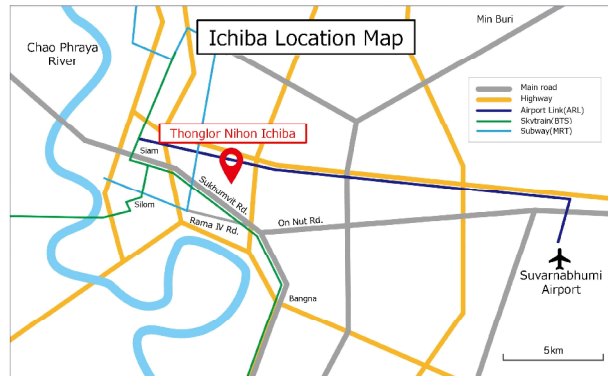 Ichiba Location Map
Min Buri
Chao Phraya
River
Main road
Highway
Airport Link(ARL)
Skytrain(BTS)
Subway(MRT)
Thonglor Nihon Ichiba
Siam
Sukhumvit Rd.
Silom
On Nut Rd.
Rama IV Rd.
Suvarnabhumi
Airport
Bangna
5km